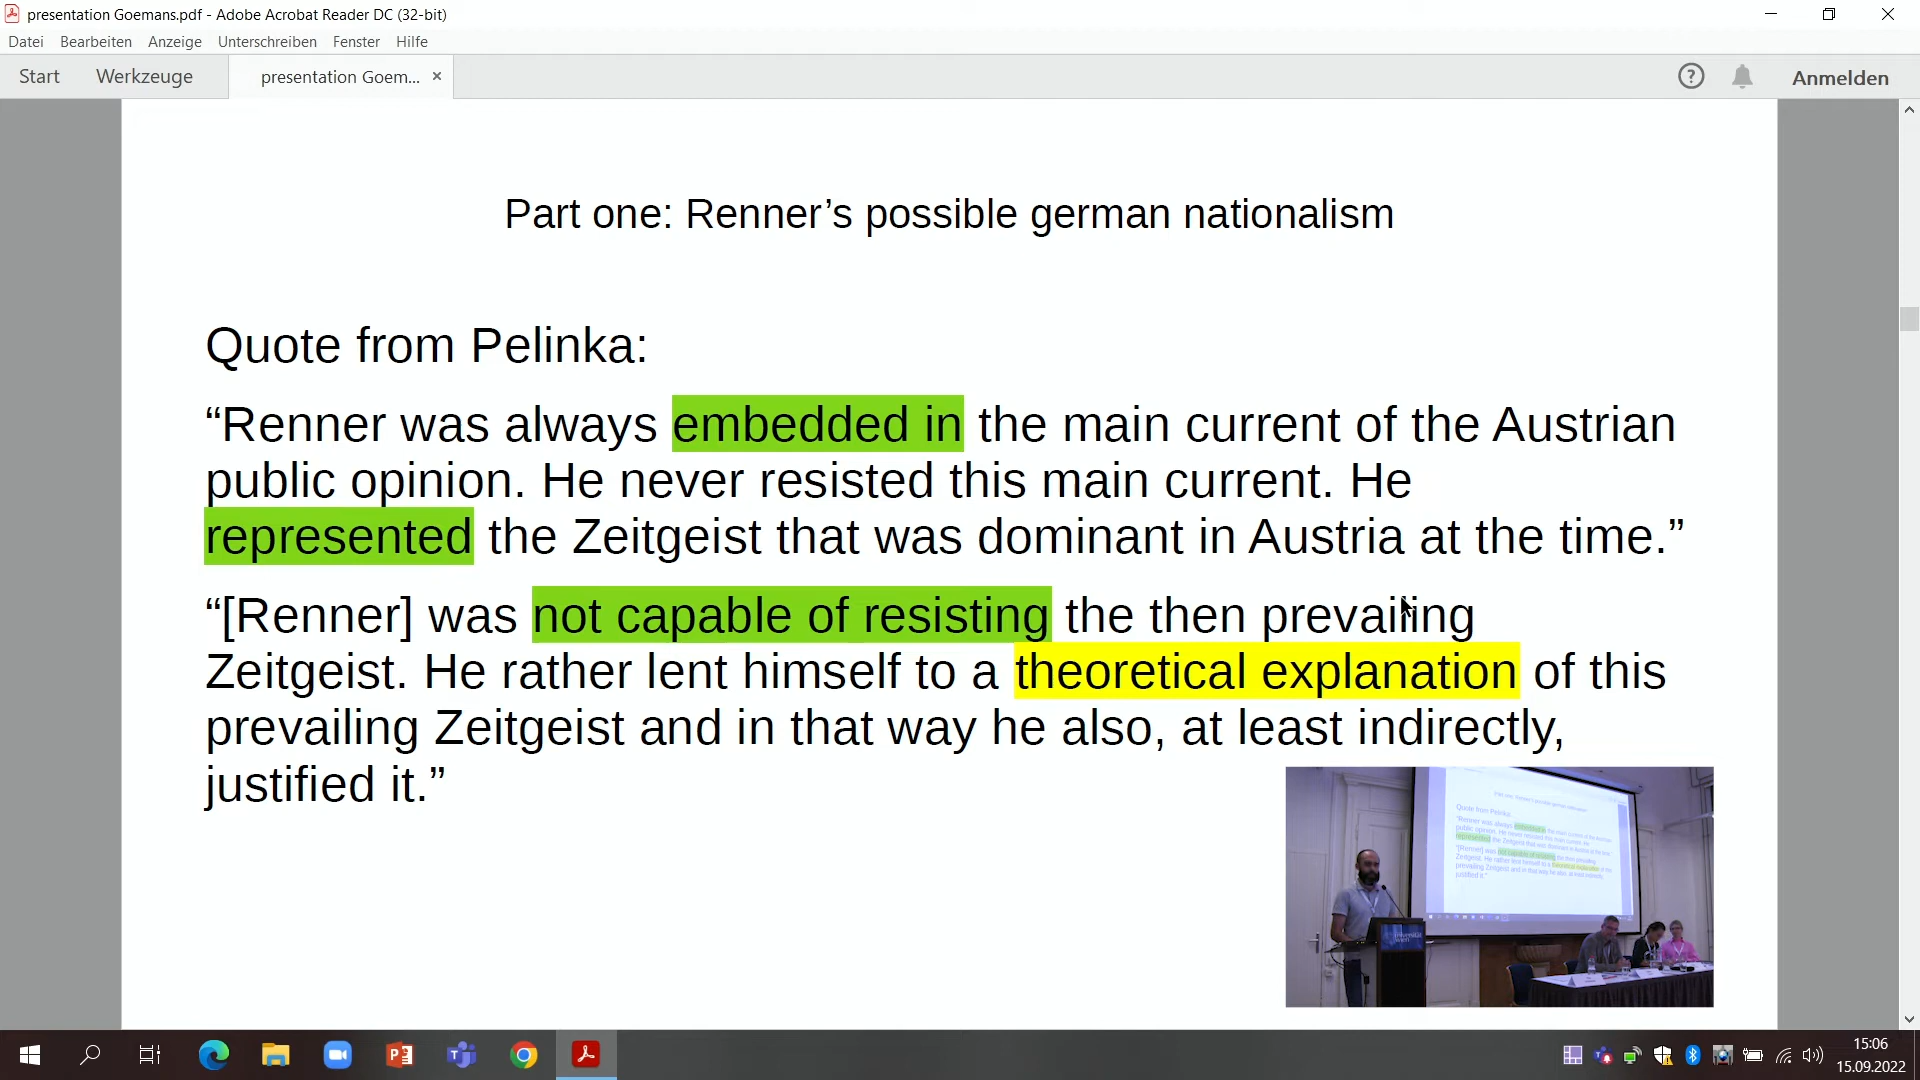 presentation Goemans.pdf - Adobe Acrobat Reader DC (32-bit)
Datei Bearbeiten Anzeige Unterschreiben Fenster Hilfe
Start Werkzeuge presentation Goem... Anmelden
Part one: Renner’s possible german nationalism
Quote from Pelinka:
“Renner was always embedded in the main current of the Austrian
public opinion. He never resisted this main current. He
represented the Zeitgeist that was dominant in Austria at the time.”
“[Renner] was not capable of resisting the then prevailing
Zeitgeist. He rather lent himself to a theoretical explanation of this
prevailing Zeitgeist and in that way he also, at least indirectly,
justified it.”
15:06
15.09.2022